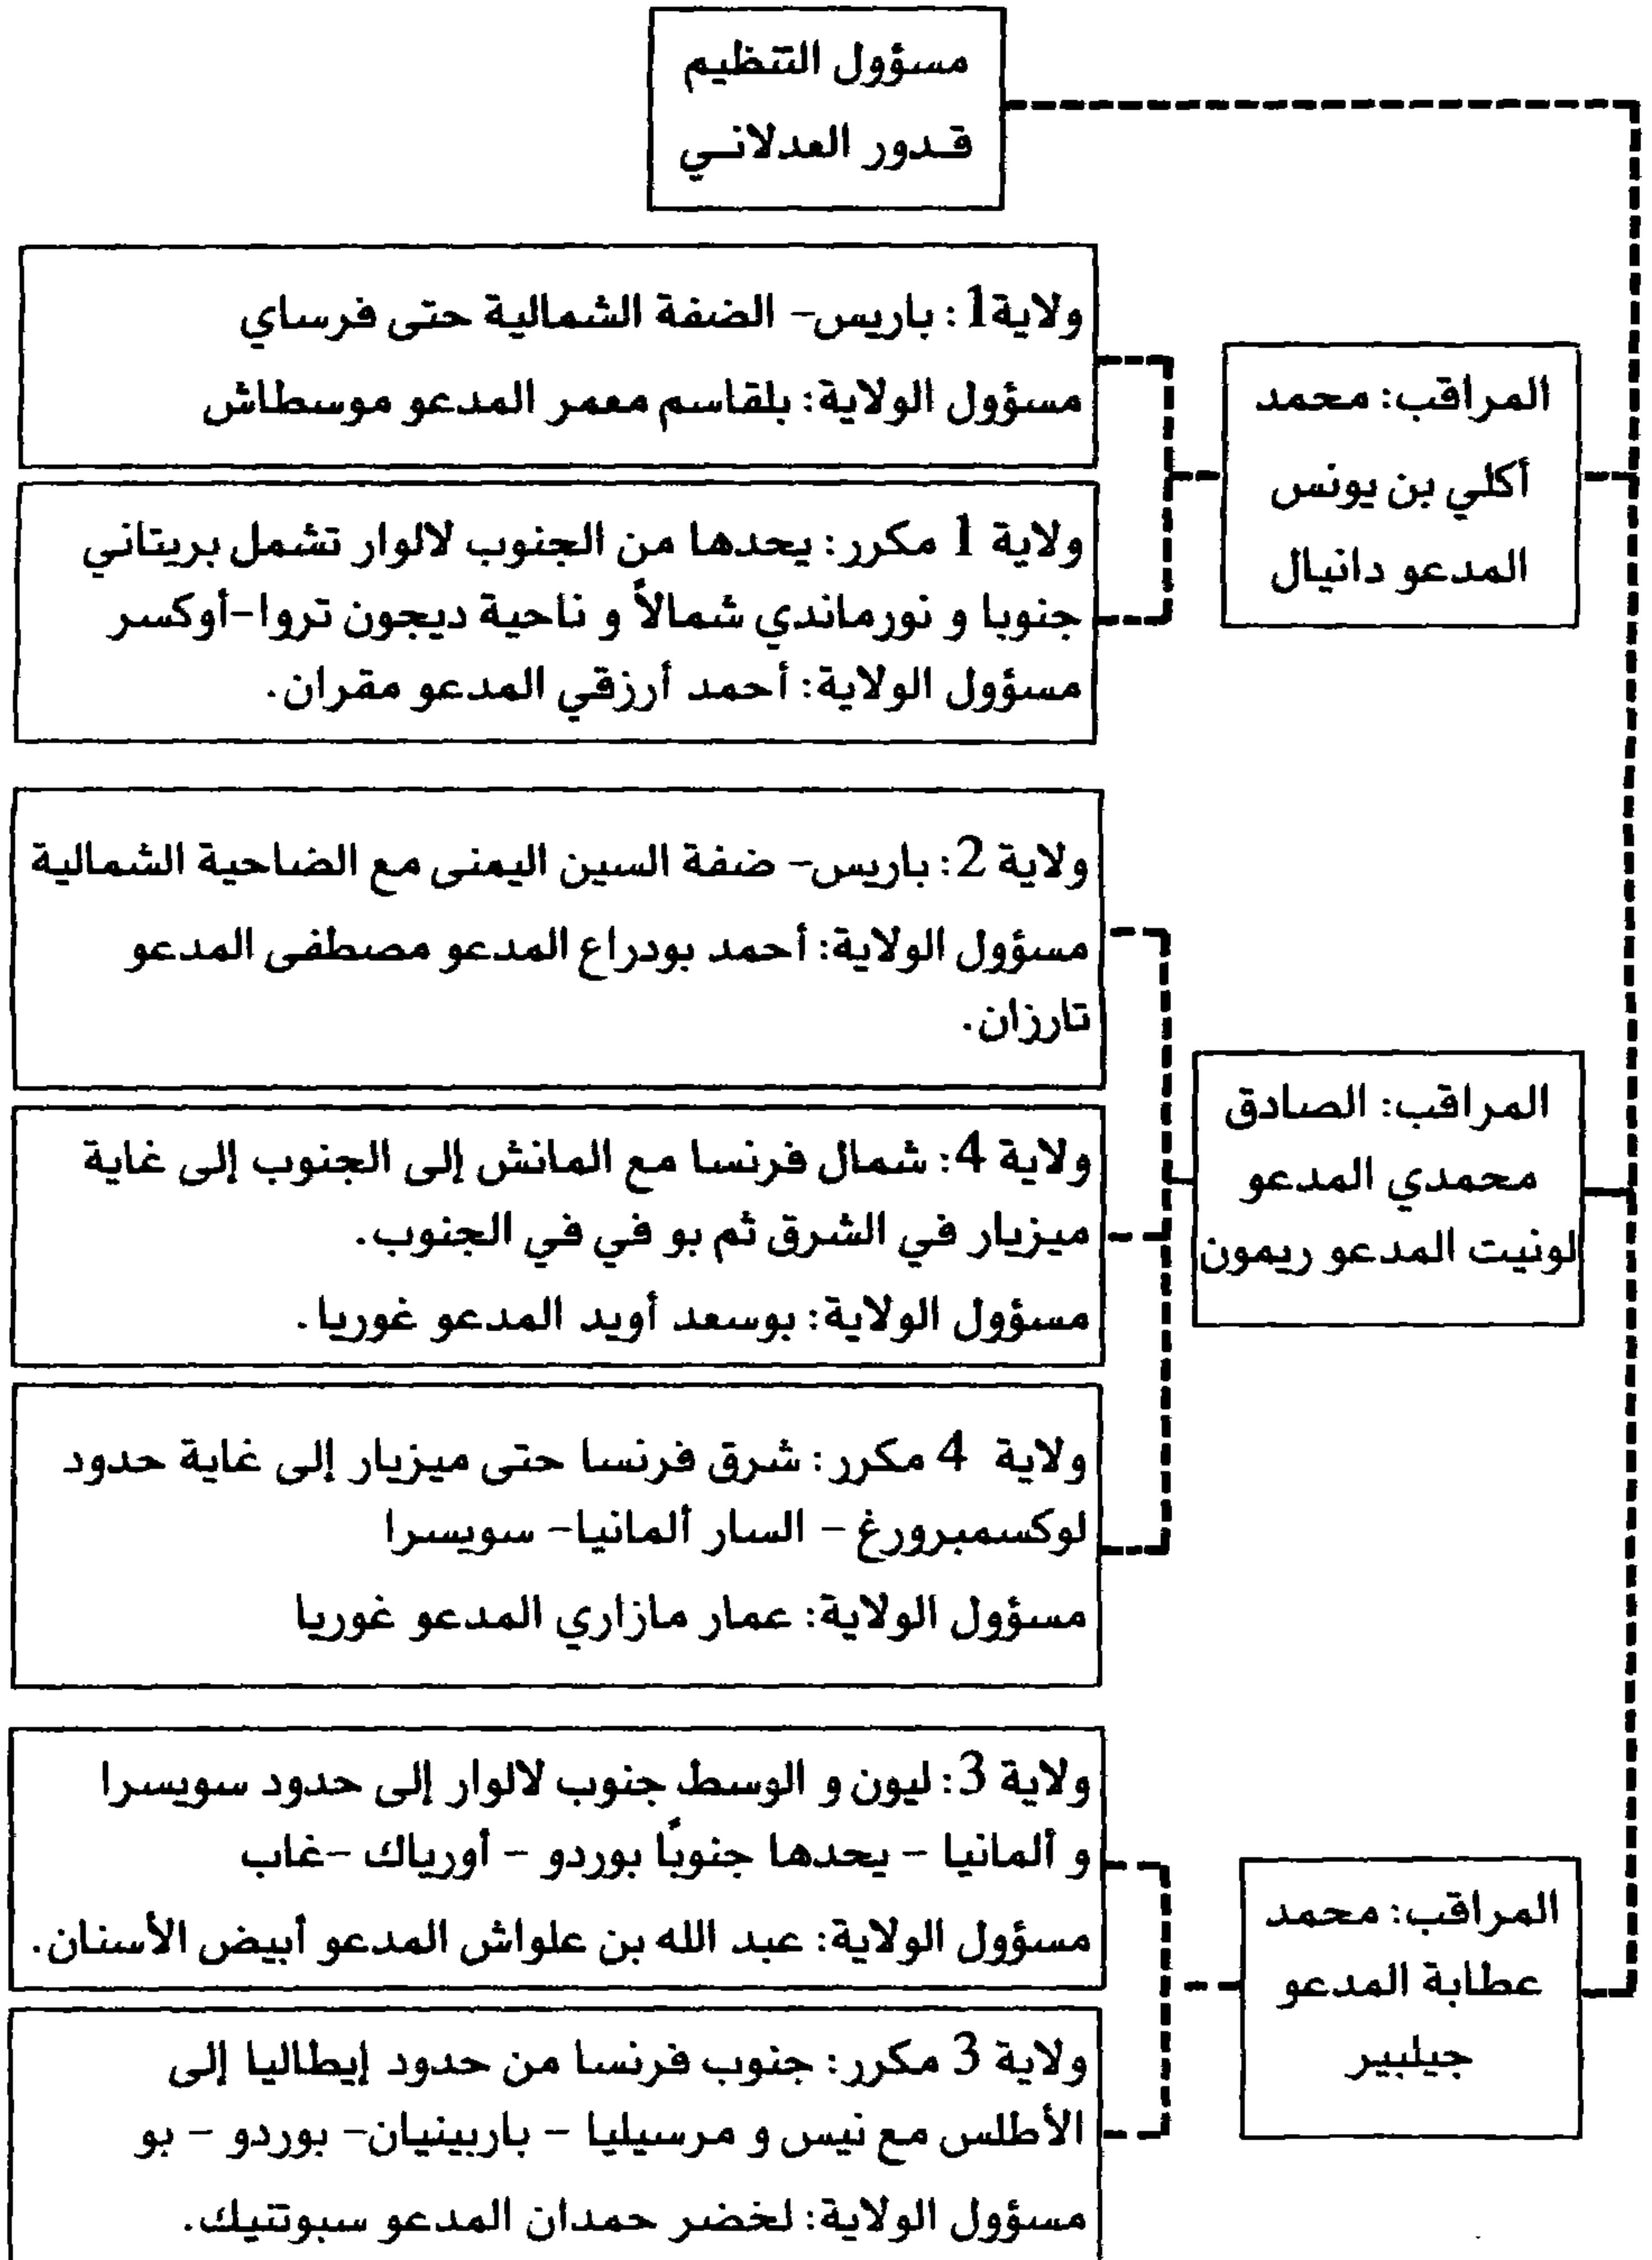 مسؤول التنظيم
قدور العدلاني
المراقب: محمد
أكلي بن يونس
المدعو دانيال
ولاية1: باريس- الضفة الشمالية حتى فرساي
مسؤول الولاية: بلقاسم معمر المدعو موسطاش
ولاية 1 مكرر: يحدها من الجنوب لالوار تشمل بريتاني
جنوبا و نورماندي شمالاً و ناحية ديجون تروا-أوكسر
مسؤول الولاية: أحمد أرزقي المدعو مقران.
المراقب: الصادق
محمدي المدعو
لونيت المدعو ريمون
ولاية 2: باريس- ضفة السين اليمنى مع الضاحية الشمالية
مسؤول الولاية: أحمد بودراع المدعو مصطفى المدعو
تارزان.
ولاية 4: شمال فرنسا مع المانش إلى الجنوب إلى غاية
ميزيار في الشرق ثم بو في في الجنوب.
مسؤول الولاية: بوسعد أويد المدعو غوريا.
ولاية 4 مكرر: شرق فرنسا حتى ميزيار إلى غاية حدود
لوكسمبرورغ - السار ألمانيا- سويسرا
مسؤول الولاية: عمار مازاري المدعو غوريا
المراقب: محمد
عطابة المدعو
جيلبير
ولاية 3: ليون و الوسط جنوب لالوار إلى حدود سويسرا
و ألمانيا - يحدها جنوبًا بوردو - أورياك -غاب
مسؤول الولاية: عبد الله بن علواش المدعو أبيض الأسنان.
ولاية 3 مكرر: جنوب فرنسا من حدود إيطاليا إلى
الأطلس مع نيس و مرسيليا - باربينيان- بوردو - بو
مسؤول الولاية: لخضر حمدان المدعو سبوتنيك.